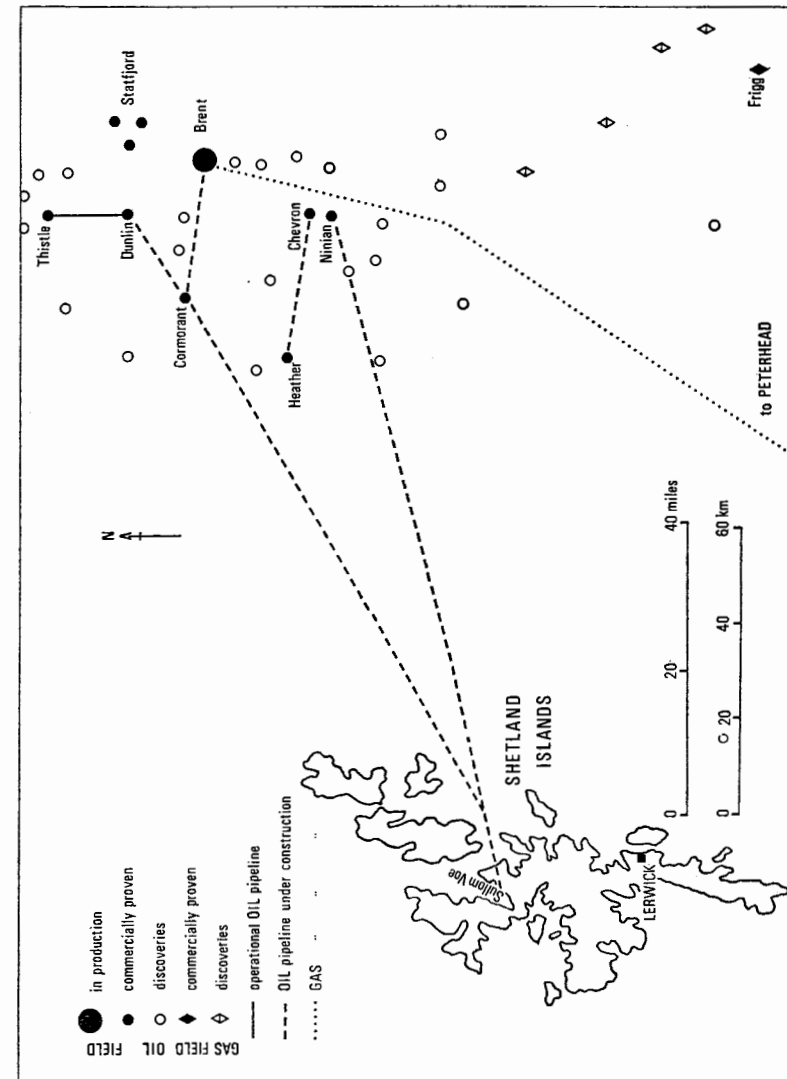 FIELD
OIL
GAS FIELD
in production
commercially proven
discoveries
commercially proven
discoveries
operational OIL pipeline
OIL pipeline under construction
GAS " " "
N
Thistle
Dunlin
Statfjord
Brent
Cormorant
Chevron
Ninian
Heather
Frigg
to PETERHEAD
SHETLAND
ISLANDS
Sullom Voe
LERWICK
0 20 40 miles
0 20 40 60 km